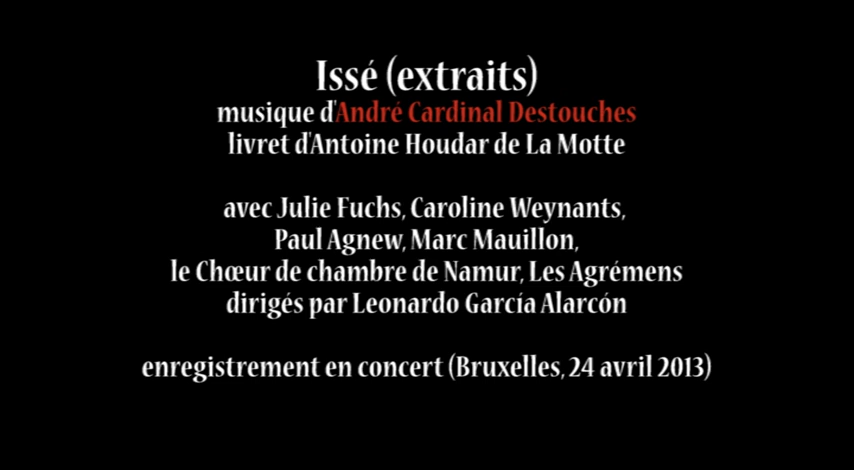 Issé (extraits)
musique d'André Cardinal Destouches
livret d'Antoine Houdar de La Motte
avec Julie Fuchs, Caroline Weynants,
Paul Agnew, Marc Mauillon,
le Chœur de chambre de Namur, Les Agrémens
dirigés par Leonardo García Alarcón
enregistrement en concert (Bruxelles, 24 avril 2013)